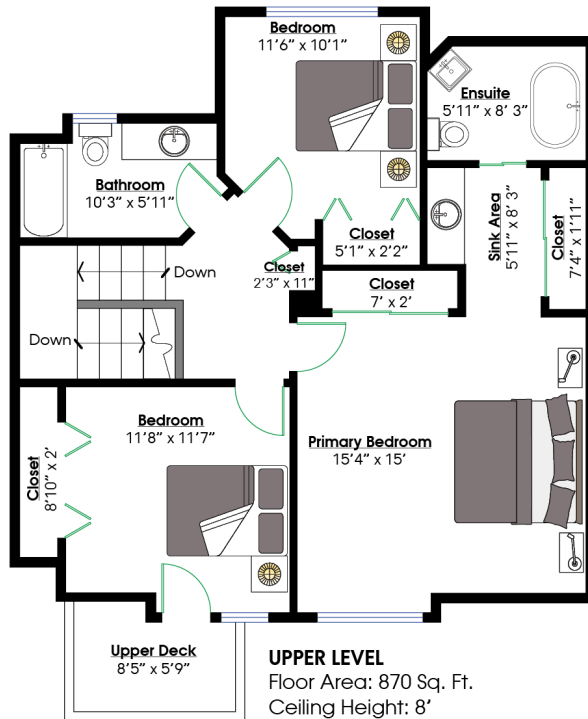 Bedroom
11'6" x 10'1"
Ensuite
5'11" x 8' 3"
Bathroom
10'3" x 5'11"
Closet
5'1" x 2'2"
Sink Area
5'11" x 8' 3"
Closet
7'4" x 1'11"
Down
Closet
2'3" x 11"
Closet
7' x 2'
Down
Bedroom
11'8" x 11'7"
Primary Bedroom
15'4" x 15'
Closet
8'10" x 2'
Upper Deck
8'5" x 5'9"
UPPER LEVEL
Floor Area: 870 Sq. Ft.
Ceiling Height: 8'